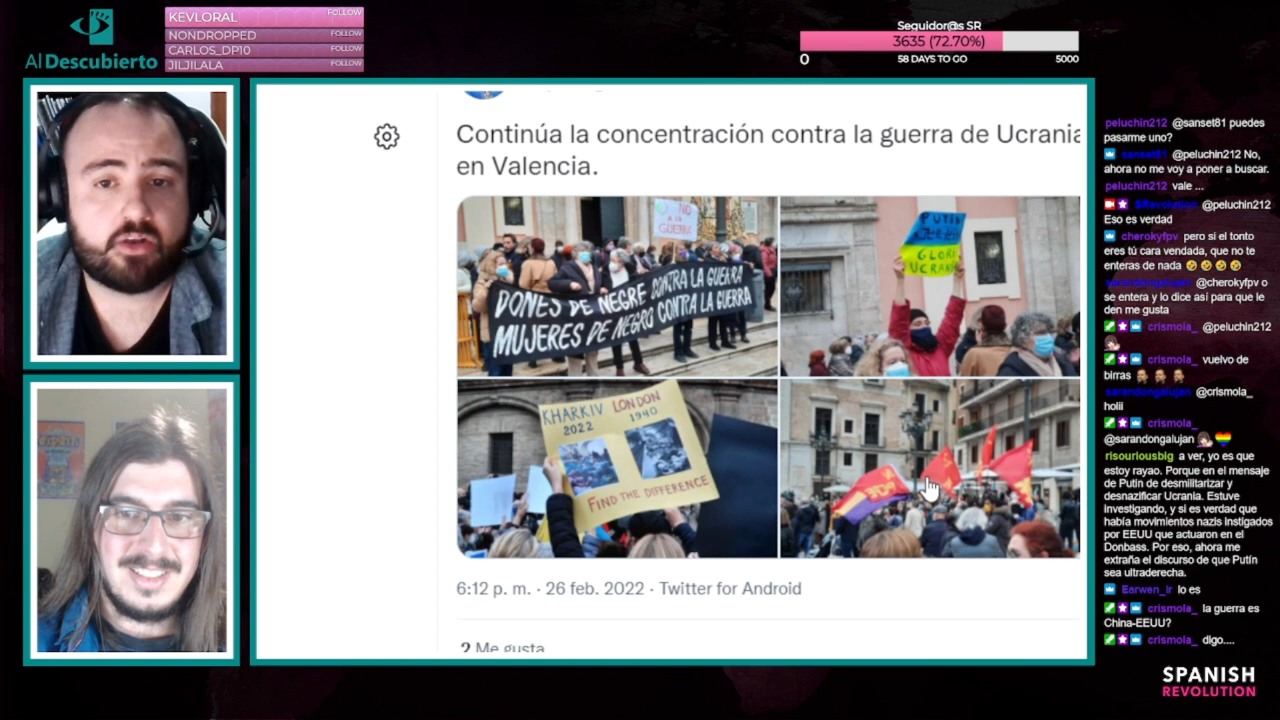 Al Descubierto
KEVLORAL FOLLOW
NONDROPPED FOLLOW
CARLOS_DP10 FOLLOW
JILJILALA FOLLOW
Seguidor@s SR
3635 (72.70%)
0 58 DAYS TO GO 5000
Continúa la concentración contra la guerra de Ucrania
en Valencia.
NO
A LA
GUERRA
DONES DE NEGRE CONTRA LA GUERRA
MUJERES DE NEGRO CONTRA LA GUERRA
PUTIN
UCRANIA
KHARKIV LONDON
2022 1940
FIND THE DIFFERENCE
6:12 p. m. · 26 feb. 2022 · Twitter for Android
2 Me gusta
peluchin212 @sanset81 puedes
pasarme uno?
sanset81 @peluchin212 No,
ahora no me voy a poner a buscar.
peluchin212 vale ...
SRevolution @peluchin212
Eso es verdad
cherokyfpv pero si el tonto
eres tú cara vendada, que no te
enteras de nada 🤣🤣🤣🤣
sarandongalujan @cherokyfpv o
se entera y lo dice así para que le
den me gusta
crismola_ @peluchin212
crismola_ vuelvo de
birras
sarandongalujan @crismola_
holii
crismola_
@sarandongalujan
risouriousbig a ver, yo es que
estoy rayao. Porque en el mensaje
de Putin de desmilitarizar y
desnazificar Ucrania. Estuve
investigando, y si es verdad que
había movimientos nazis instigados
por EEUU que actuaron en el
Donbass. Por eso, ahora me
extraña el discurso de que Putín
sea ultraderecha.
Earwen_ir lo es
crismola_ la guerra es
China-EEUU?
crismola_ digo....
SPANISH
REVOLUTION